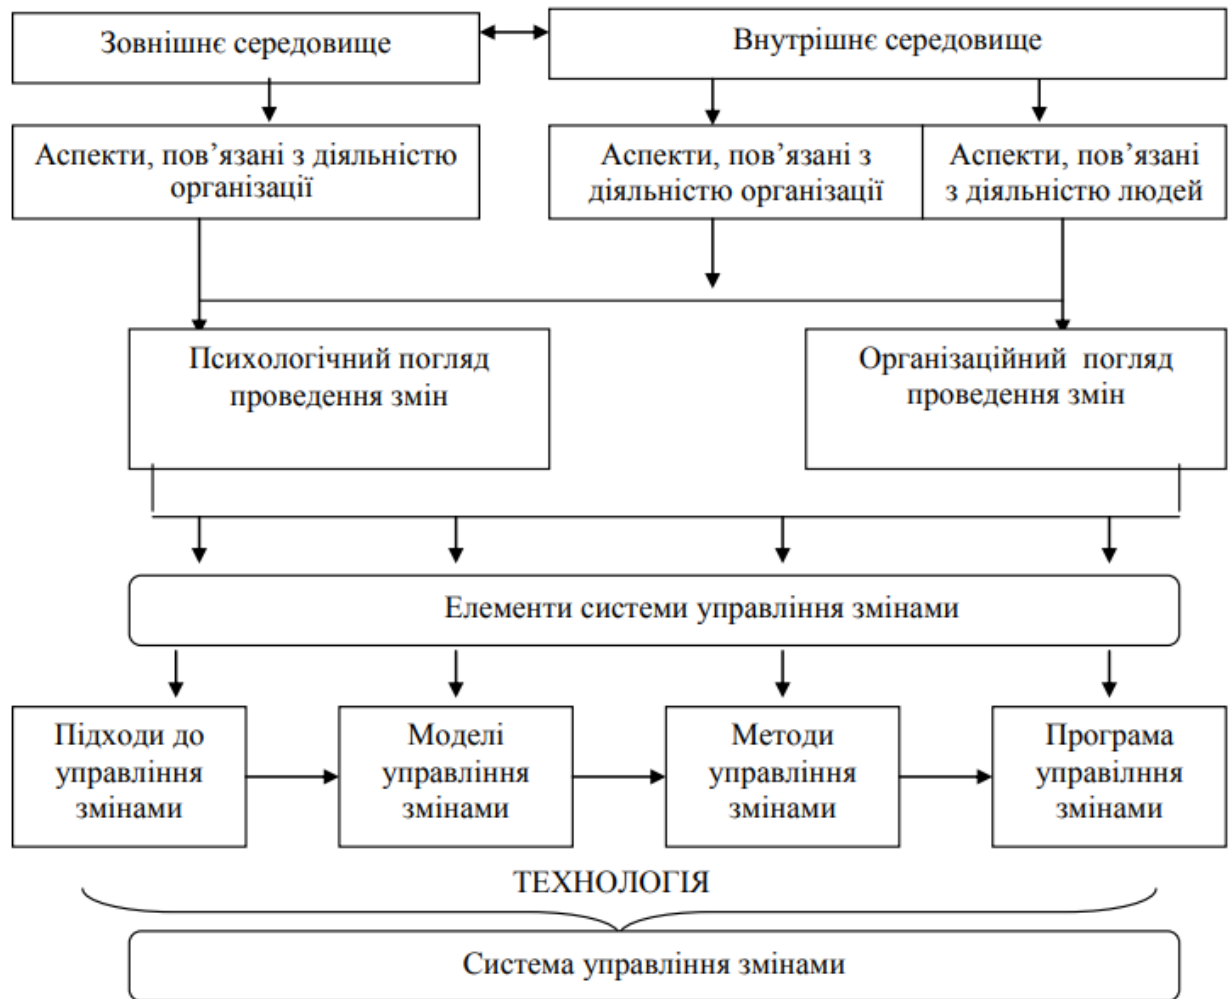 Зовнішнє середовище
Внутрішнє середовище
Аспекти, пов’язані з діяльністю
організації
Аспекти, пов’язані з
діяльністю організації
Аспекти, пов’язані
з діяльністю людей
Психологічний погляд
проведення змін
Організаційний погляд
проведення змін
Елементи системи управління змінами
Підходи до
управління
змінами
Моделі
управління
змінами
Методи
управління
змінами
Програма
управілння
змінами
ТЕХНОЛОГІЯ
Система управління змінами